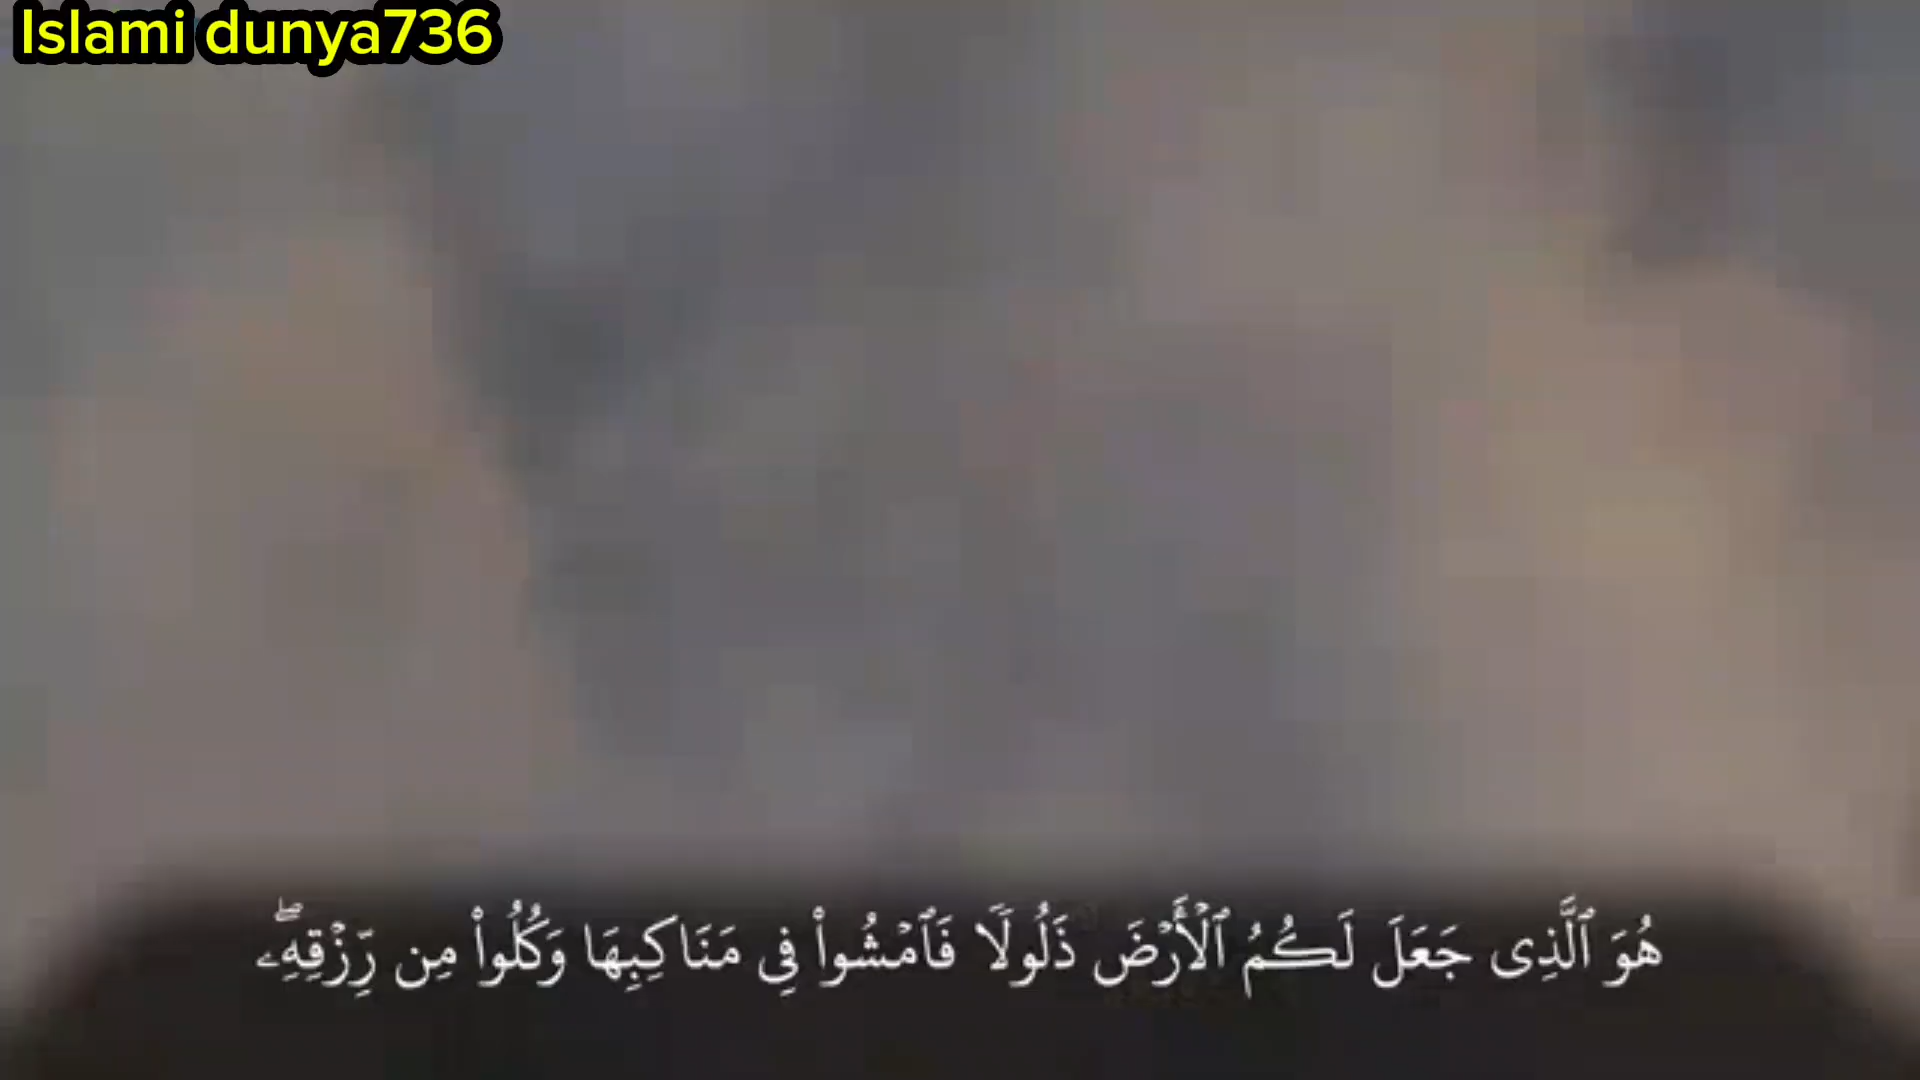 Islami dunya736
هُوَ ٱلَّذِى جَعَلَ لَكُمُ ٱلْأَرْضَ ذَلُولًا فَٱمْشُوا۟ فِى مَنَاكِبِهَا وَكُلُوا۟ مِن رِّزْقِهِۦ ۖ